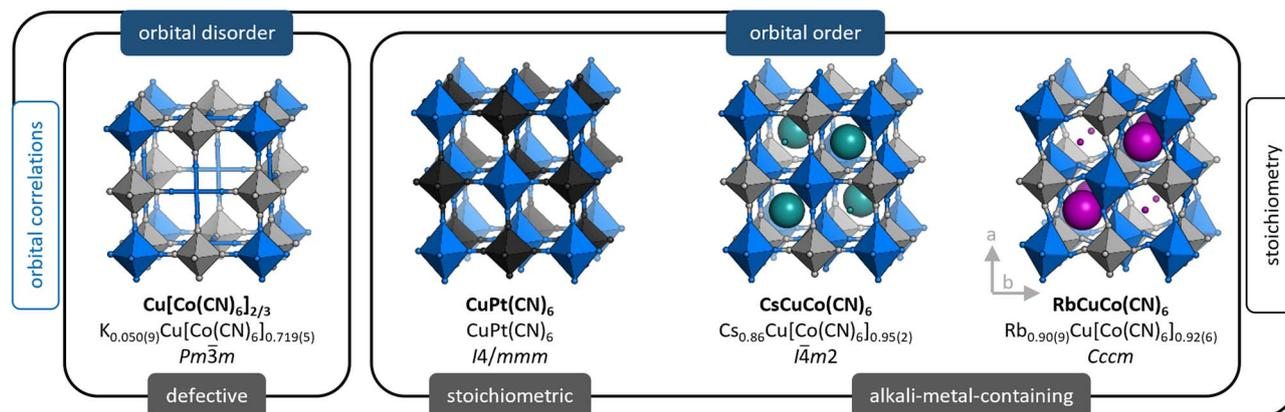 orbital disorder
orbital order
orbital correlations
stoichiometry
a
b
Cu[Co(CN)₆]₂/₃
K₀.₀₅₀₍₉₎Cu[Co(CN)₆]₀.₇₁₉₍₅₎
Pm3̅m
CuPt(CN)₆
CuPt(CN)₆
I4/mmm
CsCuCo(CN)₆
Cs₀.₈₆Cu[Co(CN)₆]₀.₉₅₍₂₎
I4̅m2
RbCuCo(CN)₆
Rb₀.₉₀₍₉₎Cu[Co(CN)₆]₀.₉₂₍₆₎
Cccm
defective
stoichiometric
alkali-metal-containing